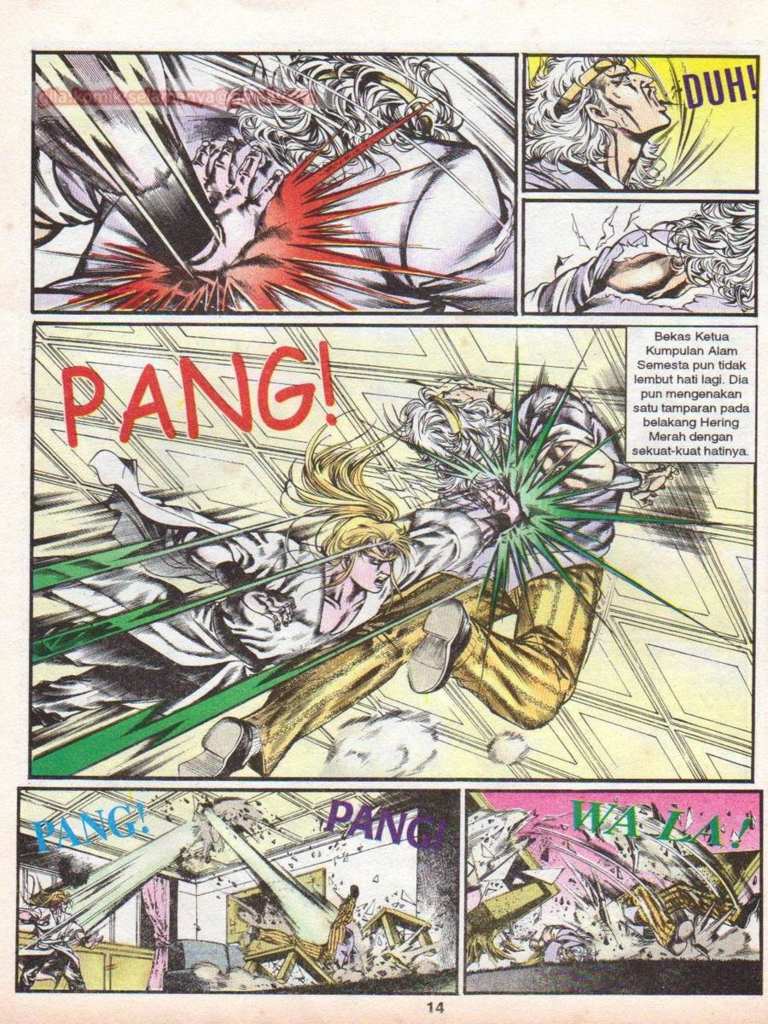 DUH!
PANG!
Bekas Ketua
Kumpulan Alam
Semesta pun tidak
lembut hati lagi. Dia
pun mengenakan
satu tamparan pada
belakang Hering
Merah dengan
sekuat-kuat hatinya.
PANG!
PANG!
WA LA!
14